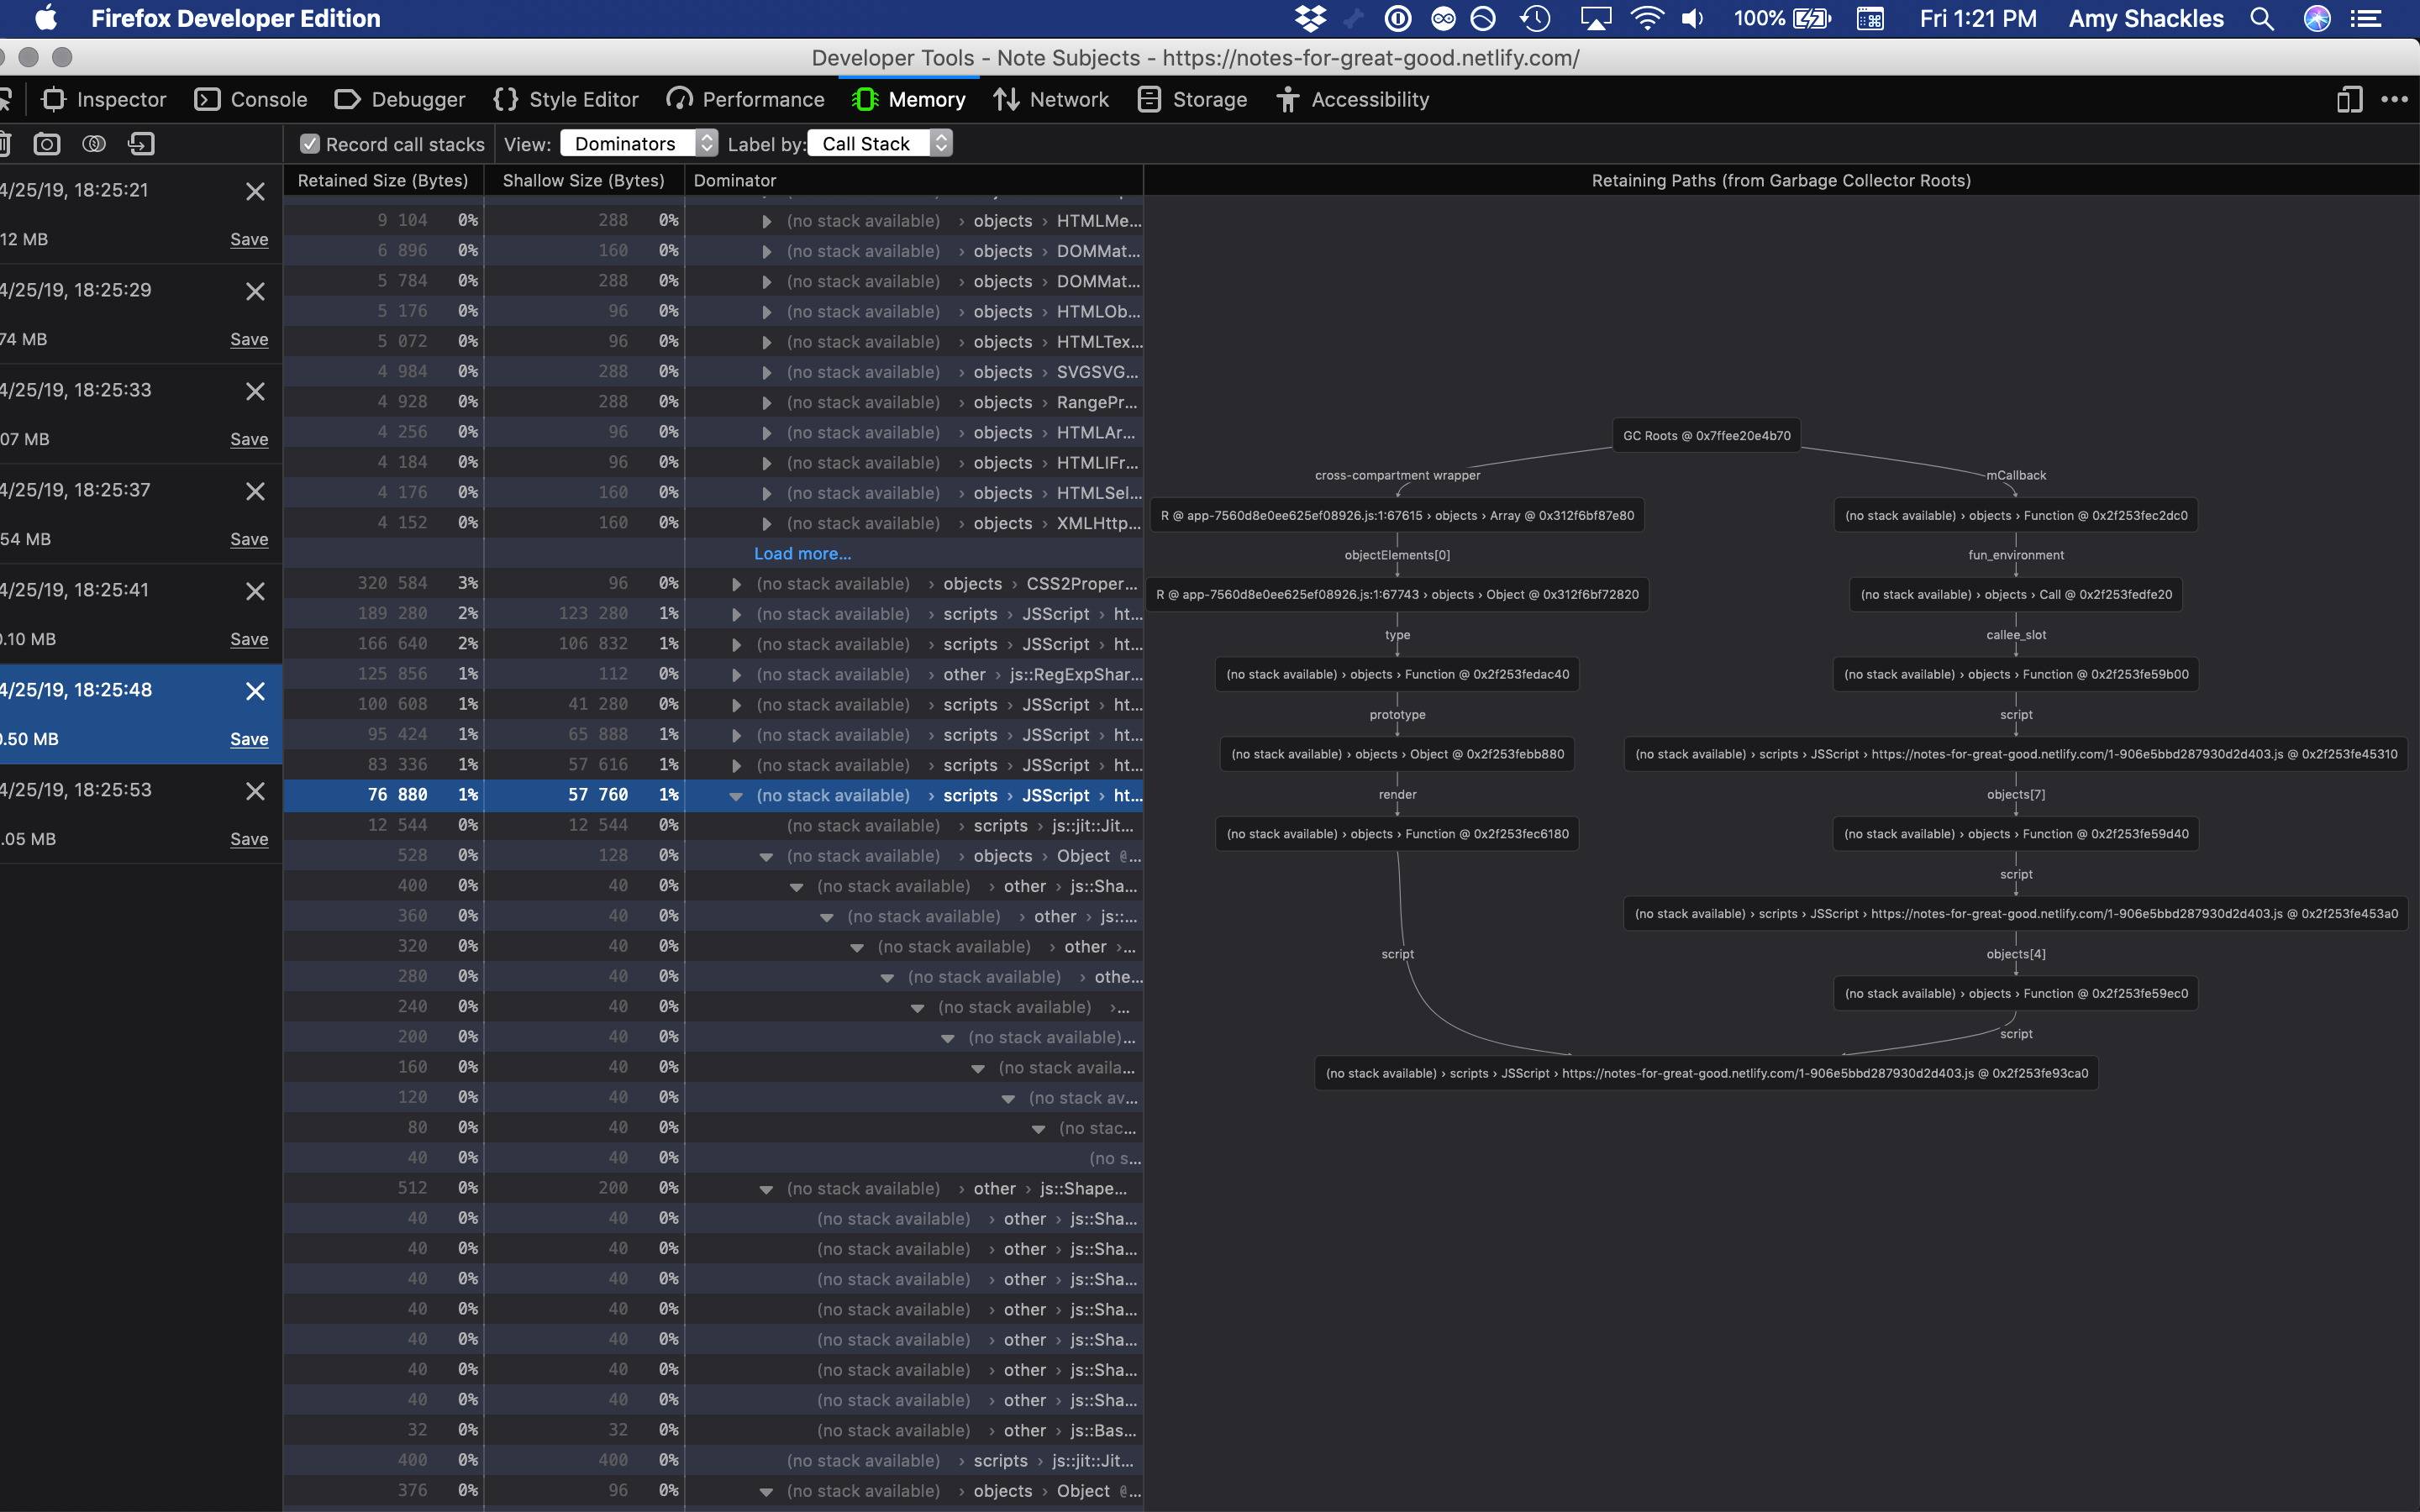 Firefox Developer Edition 100% Fri 1:21 PM Amy Shackles
Developer Tools - Note Subjects - https://notes-for-great-good.netlify.com/
Inspector Console Debugger Style Editor Performance Memory Network Storage Accessibility
Record call stacks View: Dominators Label by: Call Stack
4/25/19, 18:25:21
12 MB Save
4/25/19, 18:25:29
74 MB Save
4/25/19, 18:25:33
07 MB Save
4/25/19, 18:25:37
54 MB Save
4/25/19, 18:25:41
0.10 MB Save
4/25/19, 18:25:48
0.50 MB Save
4/25/19, 18:25:53
.05 MB Save
Retained Size (Bytes) Shallow Size (Bytes) Dominator
9 104 0% 288 0% (no stack available) › objects › HTMLMe...
6 896 0% 160 0% (no stack available) › objects › DOMMat...
5 784 0% 288 0% (no stack available) › objects › DOMMat...
5 176 0% 96 0% (no stack available) › objects › HTMLOb...
5 072 0% 96 0% (no stack available) › objects › HTMLTex...
4 984 0% 288 0% (no stack available) › objects › SVGSVG...
4 928 0% 288 0% (no stack available) › objects › RangePr...
4 256 0% 96 0% (no stack available) › objects › HTMLAr...
4 184 0% 96 0% (no stack available) › objects › HTMLIFr...
4 176 0% 160 0% (no stack available) › objects › HTMLSel...
4 152 0% 160 0% (no stack available) › objects › XMLHttp...
Load more...
320 584 3% 96 0% (no stack available) › objects › CSS2Proper...
189 280 2% 123 280 1% (no stack available) › scripts › JSScript › ht...
166 640 2% 106 832 1% (no stack available) › scripts › JSScript › ht...
125 856 1% 112 0% (no stack available) › other › js::RegExpShar...
100 608 1% 41 280 0% (no stack available) › scripts › JSScript › ht...
95 424 1% 65 888 1% (no stack available) › scripts › JSScript › ht...
83 336 1% 57 616 1% (no stack available) › scripts › JSScript › ht...
76 880 1% 57 760 1% (no stack available) › scripts › JSScript › ht...
12 544 0% 12 544 0% (no stack available) › scripts › js::jit::Jit...
528 0% 128 0% (no stack available) › objects › Object @...
400 0% 40 0% (no stack available) › other › js::Sha...
360 0% 40 0% (no stack available) › other › js::...
320 0% 40 0% (no stack available) › other ›...
280 0% 40 0% (no stack available) › othe...
240 0% 40 0% (no stack available) ›...
200 0% 40 0% (no stack available)...
160 0% 40 0% (no stack availa...
120 0% 40 0% (no stack av...
80 0% 40 0% (no stac...
40 0% 40 0% (no s...
512 0% 200 0% (no stack available) › other › js::Shape...
40 0% 40 0% (no stack available) › other › js::Sha...
40 0% 40 0% (no stack available) › other › js::Sha...
40 0% 40 0% (no stack available) › other › js::Sha...
40 0% 40 0% (no stack available) › other › js::Sha...
40 0% 40 0% (no stack available) › other › js::Sha...
40 0% 40 0% (no stack available) › other › js::Sha...
40 0% 40 0% (no stack available) › other › js::Sha...
32 0% 32 0% (no stack available) › other › js::Bas...
400 0% 400 0% (no stack available) › scripts › js::jit::Jit...
376 0% 96 0% (no stack available) › objects › Object @...
Retaining Paths (from Garbage Collector Roots)
GC Roots @ 0x7ffee20e4b70
cross-compartment wrapper
R @ app-7560d8e0ee625ef08926.js:1:67615 › objects › Array @ 0x312f6bf87e80
objectElements[0]
R @ app-7560d8e0ee625ef08926.js:1:67743 › objects › Object @ 0x312f6bf72820
type
(no stack available) › objects › Function @ 0x2f253fedac40
prototype
(no stack available) › objects › Object @ 0x2f253febb880
render
(no stack available) › objects › Function @ 0x2f253fec6180
script
mCallback
(no stack available) › objects › Function @ 0x2f253fec2dc0
fun_environment
(no stack available) › objects › Call @ 0x2f253fedfe20
callee_slot
(no stack available) › objects › Function @ 0x2f253fe59b00
script
(no stack available) › scripts › JSScript › https://notes-for-great-good.netlify.com/1-906e5bbd287930d2d403.js @ 0x2f253fe45310
objects[7]
(no stack available) › objects › Function @ 0x2f253fe59d40
script
(no stack available) › scripts › JSScript › https://notes-for-great-good.netlify.com/1-906e5bbd287930d2d403.js @ 0x2f253fe453a0
objects[4]
(no stack available) › objects › Function @ 0x2f253fe59ec0
script
(no stack available) › scripts › JSScript › https://notes-for-great-good.netlify.com/1-906e5bbd287930d2d403.js @ 0x2f253fe93ca0